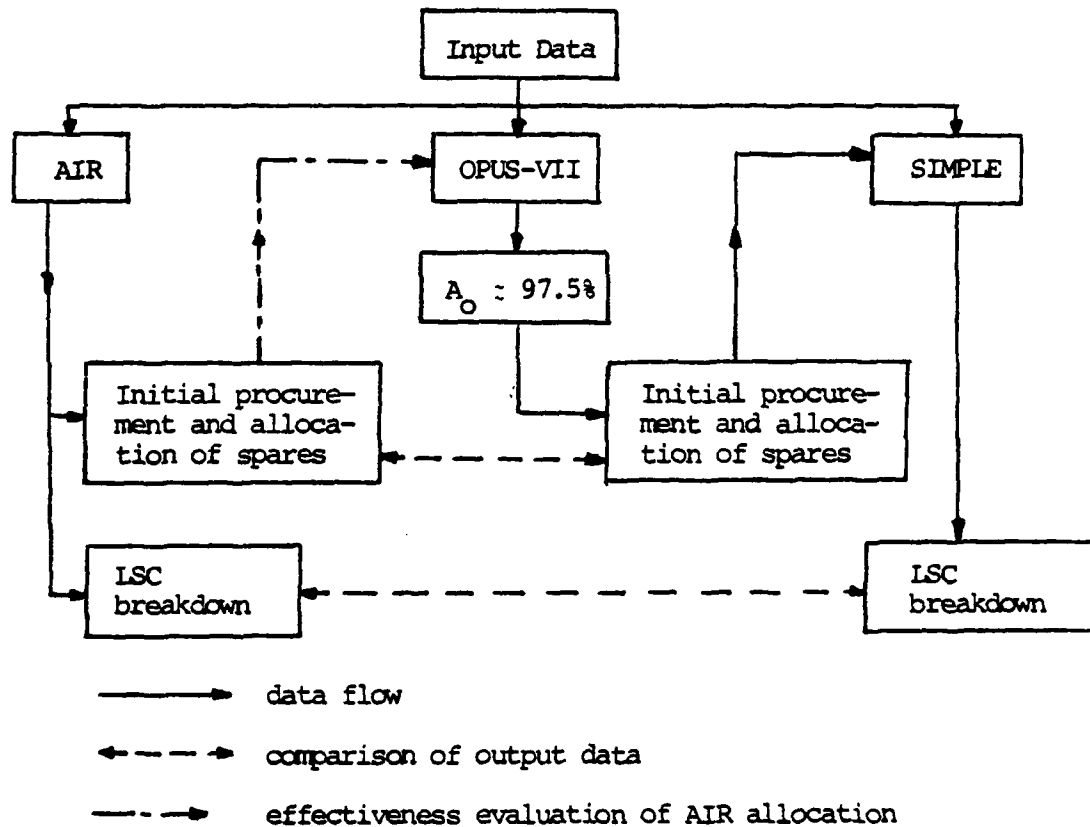 Input Data
AIR
OPUS-VII
SIMPLE
A_O ≈ 97.5%
Initial procure-
ment and alloca-
tion of spares
Initial procure-
ment and alloca-
tion of spares
LSC
breakdown
LSC
breakdown
data flow
comparison of output data
effectiveness evaluation of AIR allocation